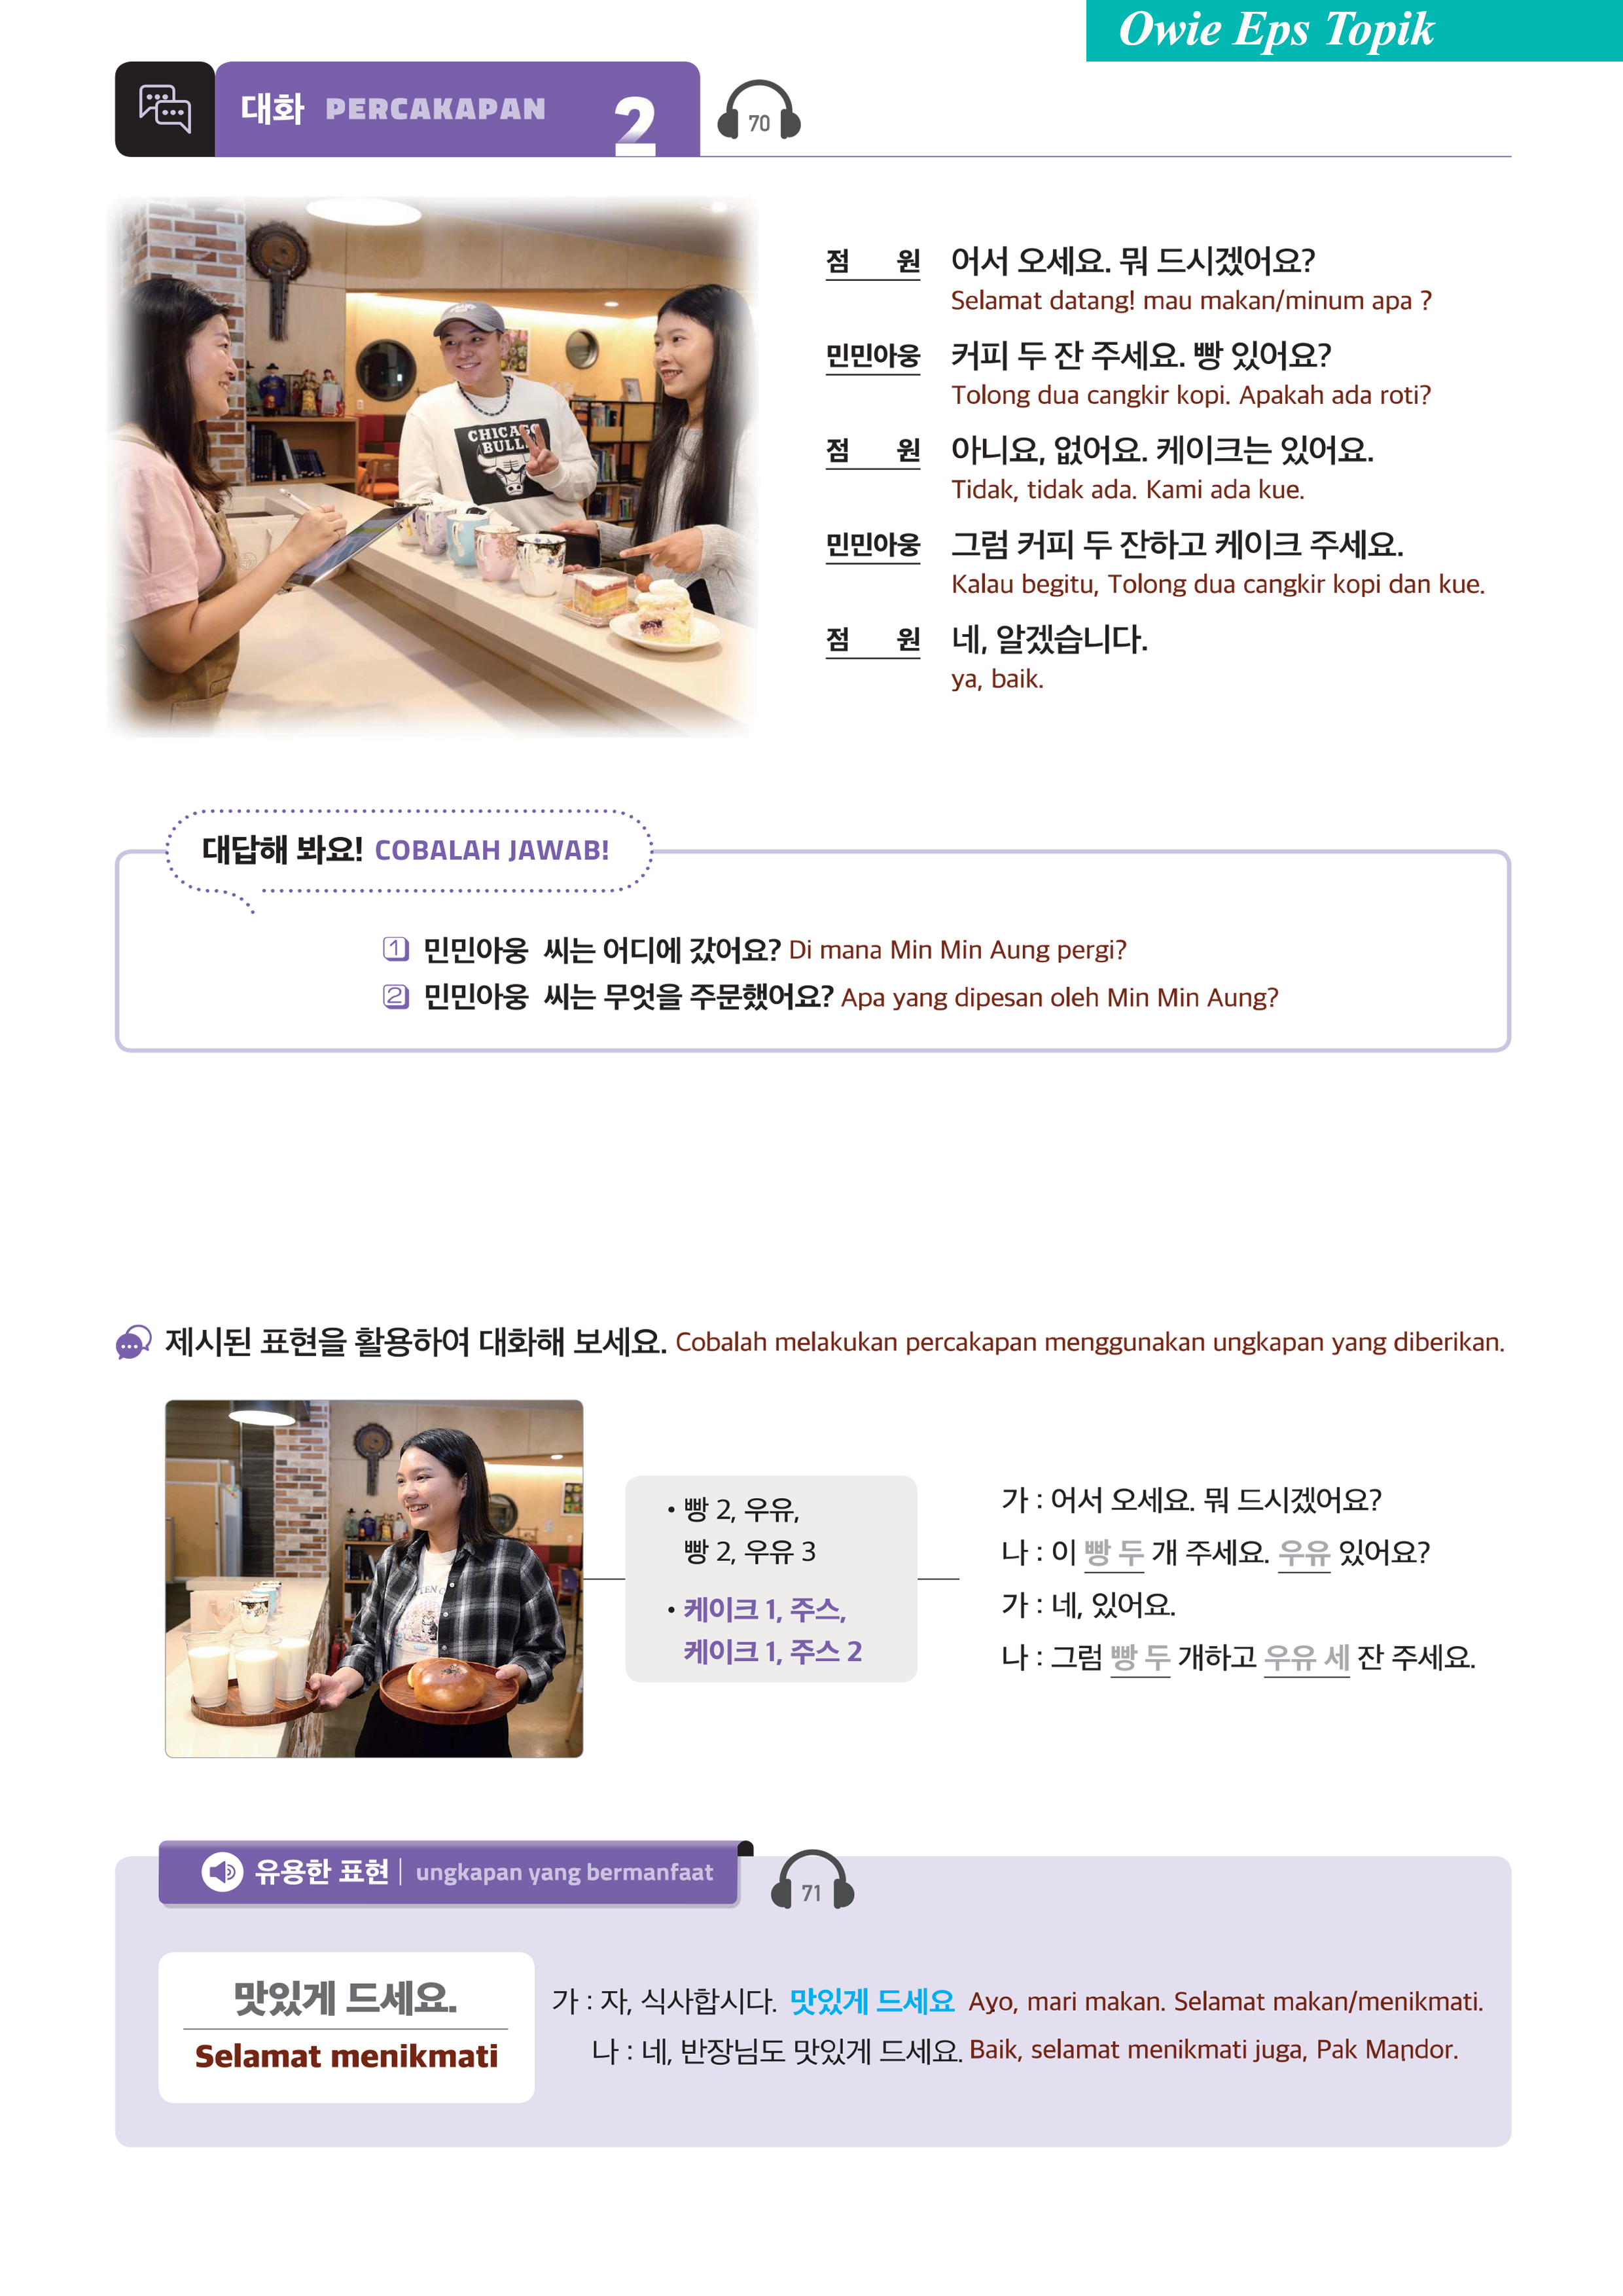 Owie Eps Topik
대화 PERCAKAPAN 2
70
점 원 어서 오세요. 뭐 드시겠어요?
Selamat datang! mau makan/minum apa ?
민민아웅 커피 두 잔 주세요. 빵 있어요?
Tolong dua cangkir kopi. Apakah ada roti?
점 원 아니요, 없어요. 케이크는 있어요.
Tidak, tidak ada. Kami ada kue.
민민아웅 그럼 커피 두 잔하고 케이크 주세요.
Kalau begitu, Tolong dua cangkir kopi dan kue.
점 원 네, 알겠습니다.
ya, baik.
CHICAGO
BULLS
대답해 봐요! COBALAH JAWAB!
1 민민아웅 씨는 어디에 갔어요? Di mana Min Min Aung pergi?
2 민민아웅 씨는 무엇을 주문했어요? Apa yang dipesan oleh Min Min Aung?
제시된 표현을 활용하여 대화해 보세요. Cobalah melakukan percakapan menggunakan ungkapan yang diberikan.
• 빵 2, 우유,
빵 2, 우유 3
• 케이크 1, 주스,
케이크 1, 주스 2
가 : 어서 오세요. 뭐 드시겠어요?
나 : 이 빵 두 개 주세요. 우유 있어요?
가 : 네, 있어요.
나 : 그럼 빵 두 개하고 우유 세 잔 주세요.
유용한 표현 | ungkapan yang bermanfaat
71
맛있게 드세요.
Selamat menikmati
가 : 자, 식사합시다. 맛있게 드세요 Ayo, mari makan. Selamat makan/menikmati.
나 : 네, 반장님도 맛있게 드세요. Baik, selamat menikmati juga, Pak Mandor.